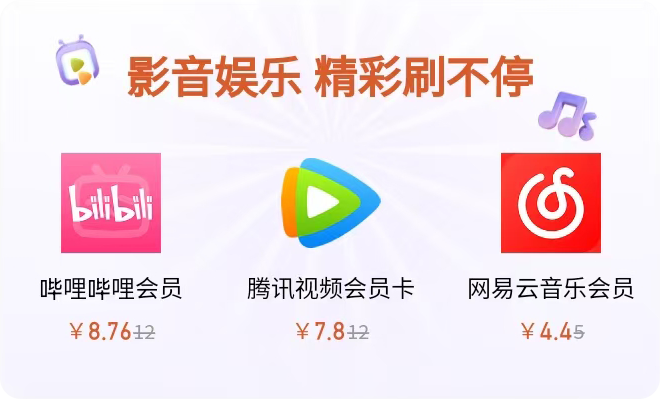 影音娱乐 精彩刷不停
bilibili
哔哩哔哩会员 腾讯视频会员卡 网易云音乐会员
￥8.76 12 ￥7.8 12 ￥4.4 5